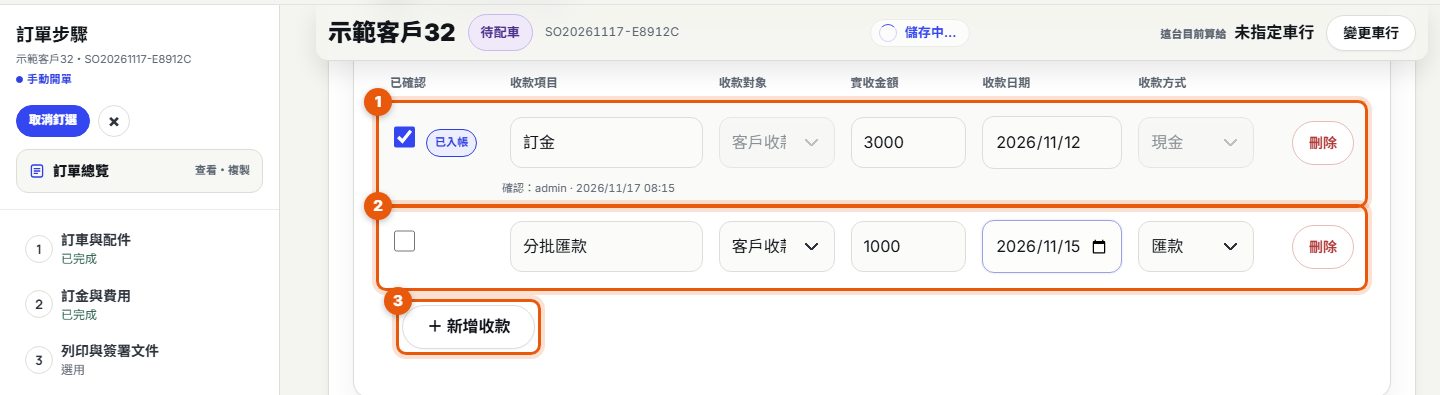 訂單步驟
示範客戶32・SO20261117-E8912C
手動開單
取消釘選
訂單總覽 查看・複製
1 訂車與配件
已完成
2 訂金與費用
已完成
3 列印與簽署文件
選用
示範客戶32 待配車 SO20261117-E8912C 儲存中... 這台目前算給 未指定車行 變更車行
已確認 收款項目 收款對象 實收金額 收款日期 收款方式
1
已入帳 訂金 客戶收 3000 2026/11/12 現金 刪除
確認：admin · 2026/11/17 08:15
2
分批匯款 客戶收 1000 2026/11/15 匯款 刪除
3
+ 新增收款